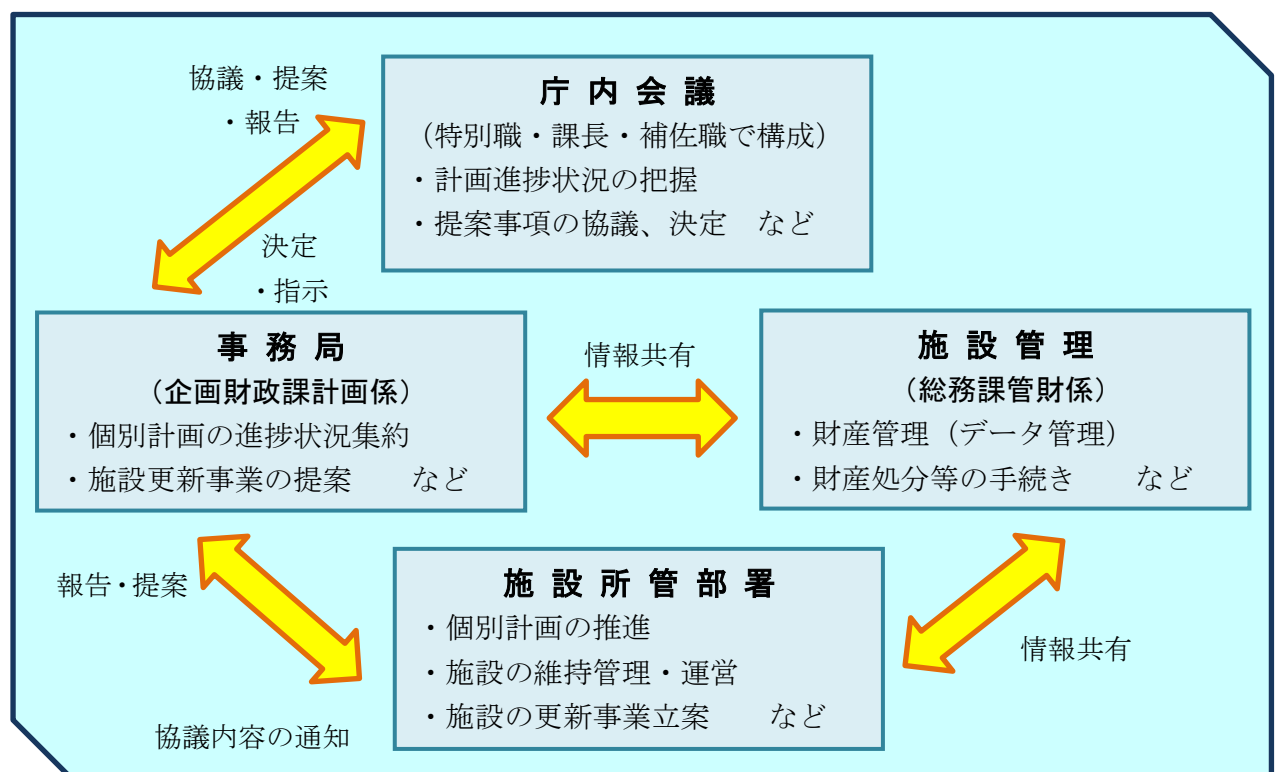 協議・提案
・報告
庁内会議
(特別職・課長・補佐職で構成)
・計画進捗状況の把握
・提案事項の協議、決定　など
決定
・指示
事務局
(企画財政課計画係)
・個別計画の進捗状況集約
・施設更新事業の提案　　など
情報共有
施設管理
(総務課管財係)
・財産管理(データ管理)
・財産処分等の手続き　　など
報告・提案
施設所管部署
・個別計画の推進
・施設の維持管理・運営
・施設の更新事業立案　　など
情報共有
協議内容の通知